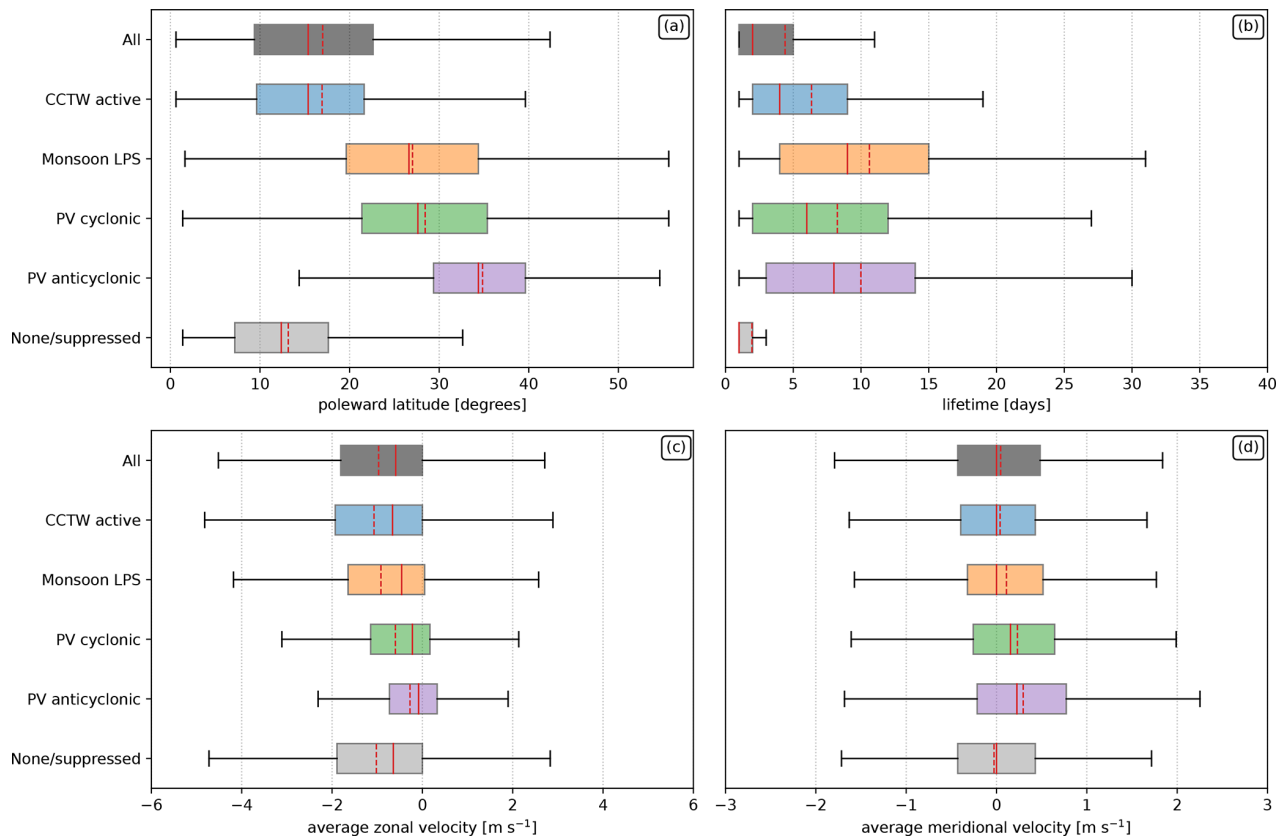 (a)
All
CCTW active
Monsoon LPS
PV cyclonic
PV anticyclonic
None/suppressed
0 10 20 30 40 50
poleward latitude [degrees]
(b)
0 5 10 15 20 25 30 35 40
lifetime [days]
(c)
All
CCTW active
Monsoon LPS
PV cyclonic
PV anticyclonic
None/suppressed
−6 −4 −2 0 2 4 6
average zonal velocity [m s⁻¹]
(d)
−3 −2 −1 0 1 2 3
average meridional velocity [m s⁻¹]